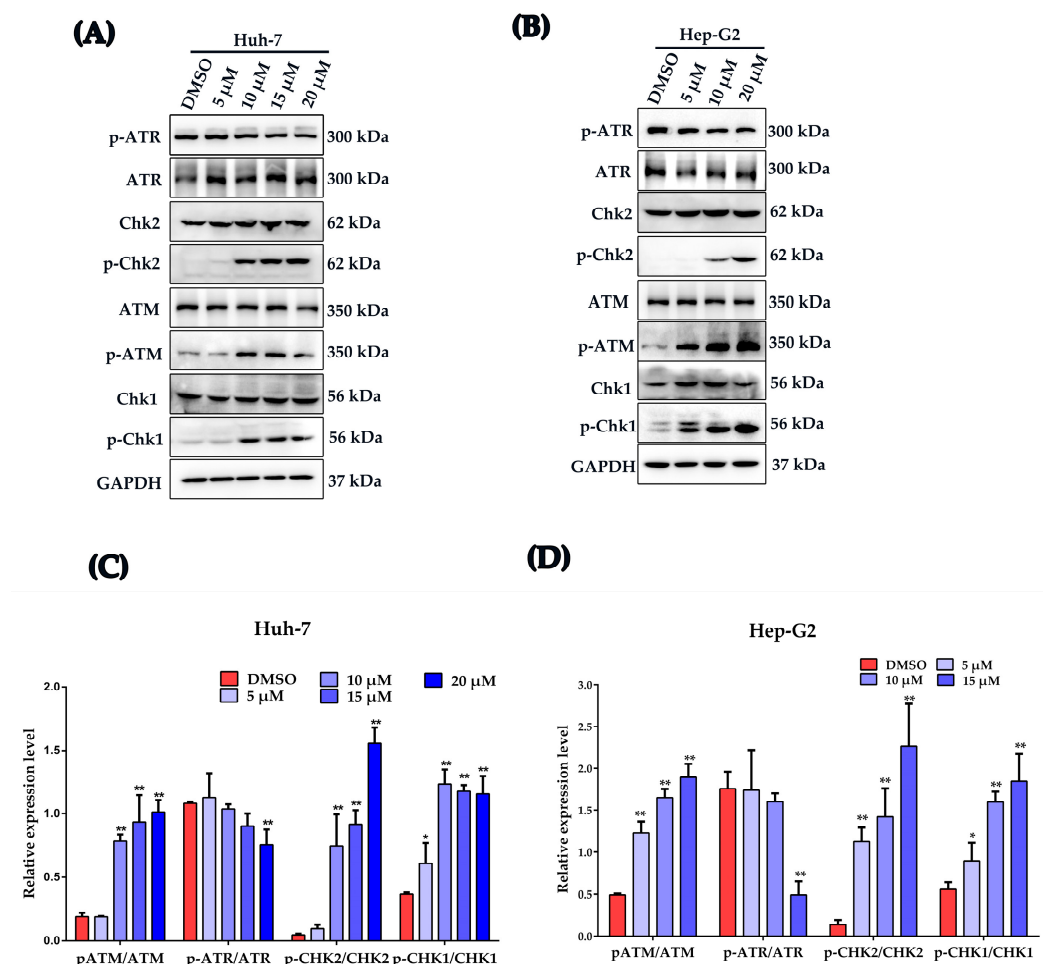 (A)
Huh-7
DMSO 5 µM 10 µM 15 µM 20 µM
p-ATR 300 kDa
ATR 300 kDa
Chk2 62 kDa
p-Chk2 62 kDa
ATM 350 kDa
p-ATM 350 kDa
Chk1 56 kDa
p-Chk1 56 kDa
GAPDH 37 kDa
(B)
Hep-G2
DMSO 5 µM 10 µM 20 µM
p-ATR 300 kDa
ATR 300 kDa
Chk2 62 kDa
p-Chk2 62 kDa
ATM 350 kDa
p-ATM 350 kDa
Chk1 56 kDa
p-Chk1 56 kDa
GAPDH 37 kDa
(C)
Huh-7
DMSO 10 µM 20 µM
5 µM 15 µM
Relative expression level
2.0
1.5
1.0
0.5
0.0
** ** **
**
** ** **
* ** ** **
pATM/ATM p-ATR/ATR p-CHK2/CHK2 p-CHK1/CHK1
(D)
Hep-G2
DMSO 5 µM
10 µM 15 µM
Relative expression level
3.0
2.5
2.0
1.5
1.0
0.5
0.0
** ** **
**
** ** **
* ** **
pATM/ATM p-ATR/ATR p-CHK2/CHK2 p-CHK1/CHK1